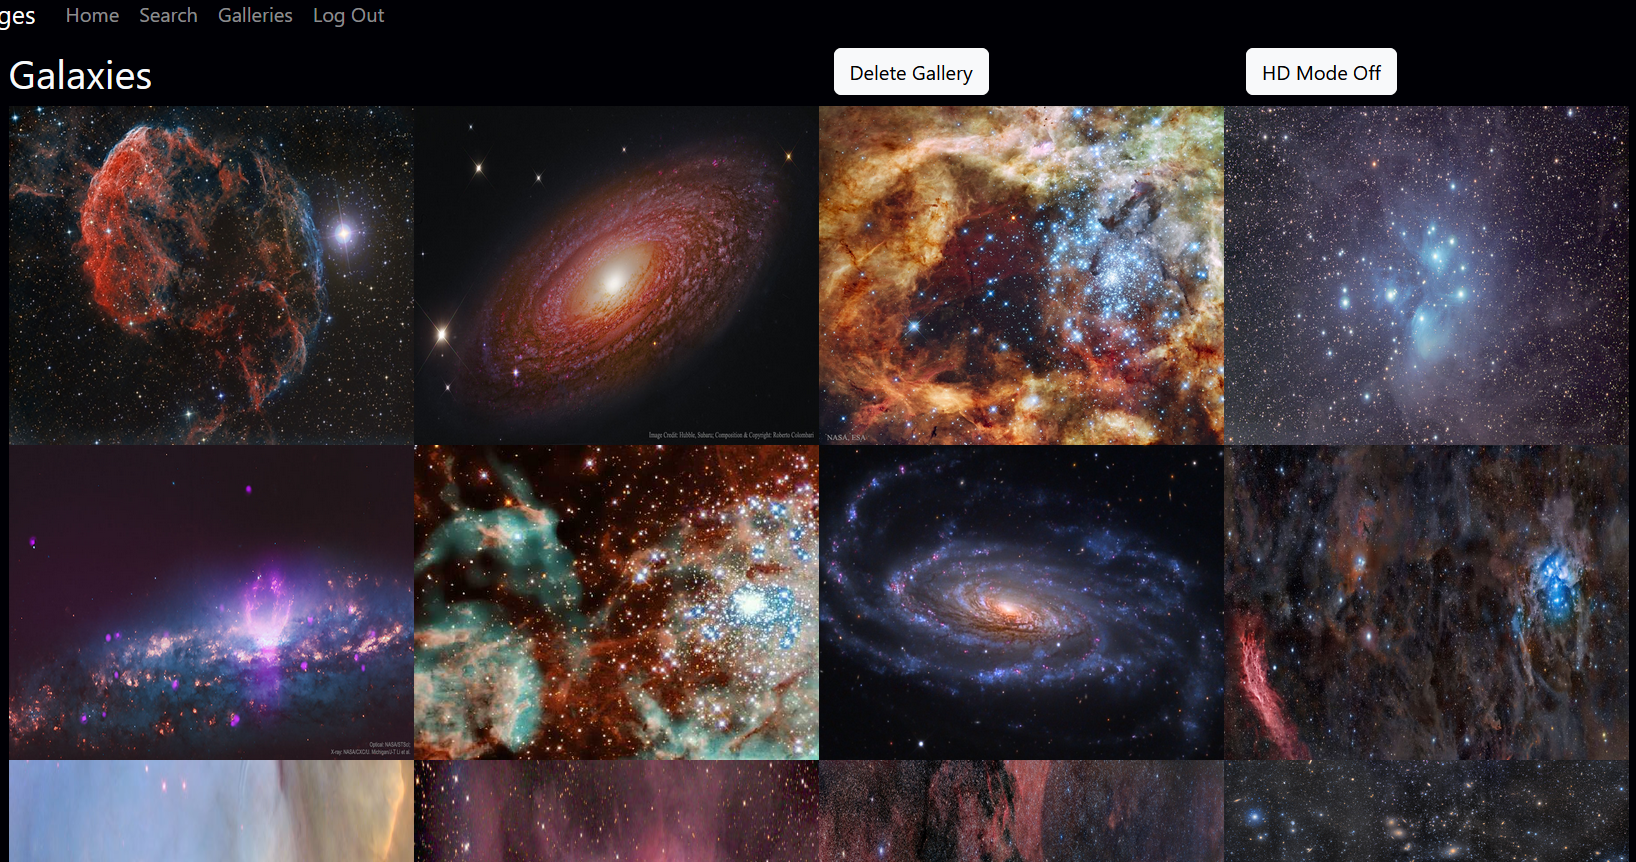 ges Home Search Galleries Log Out
Galaxies Delete Gallery HD Mode Off
Image Credit: Hubble, Subaru; Composition & Copyright: Roberto Colombari
NASA, ESA
Optical: NASA/STScI
X-ray: NASA/CXC/U. Michigan/J-T Li et al.